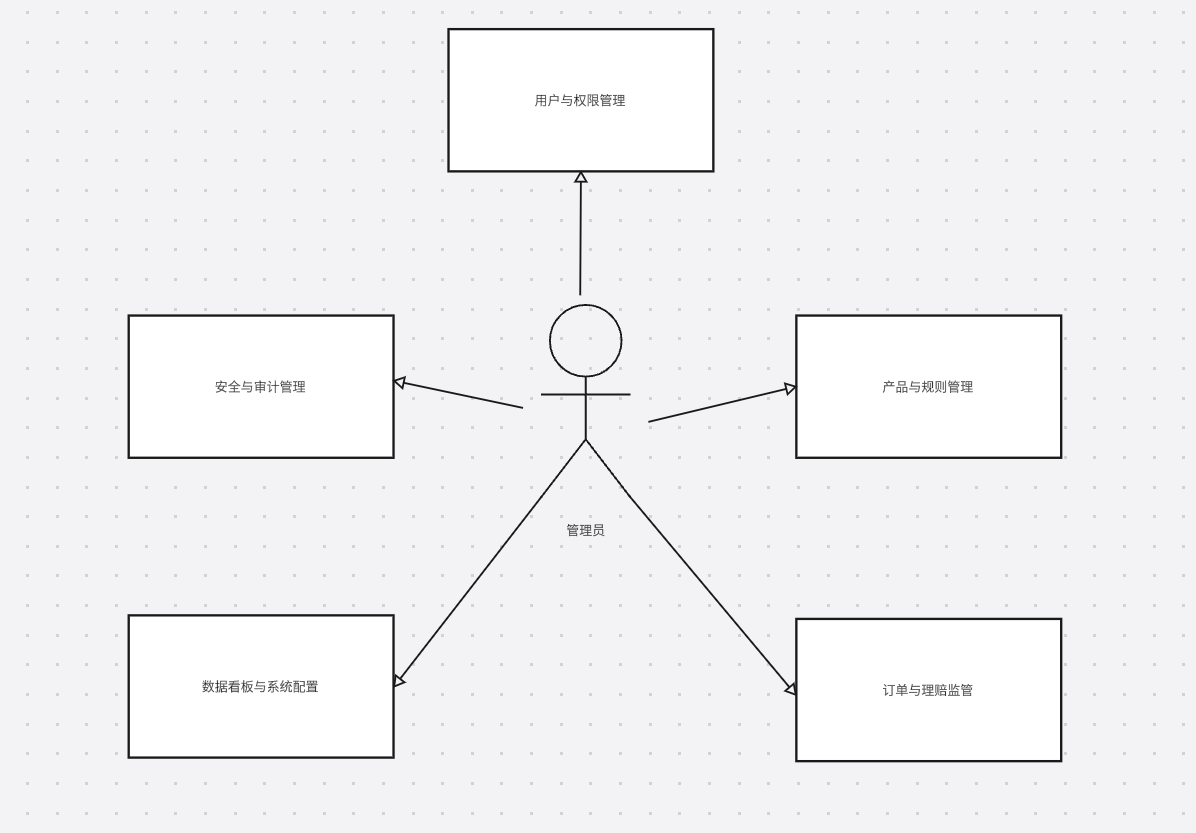 用户与权限管理
安全与审计管理
产品与规则管理
管理员
数据看板与系统配置
订单与理赔监管